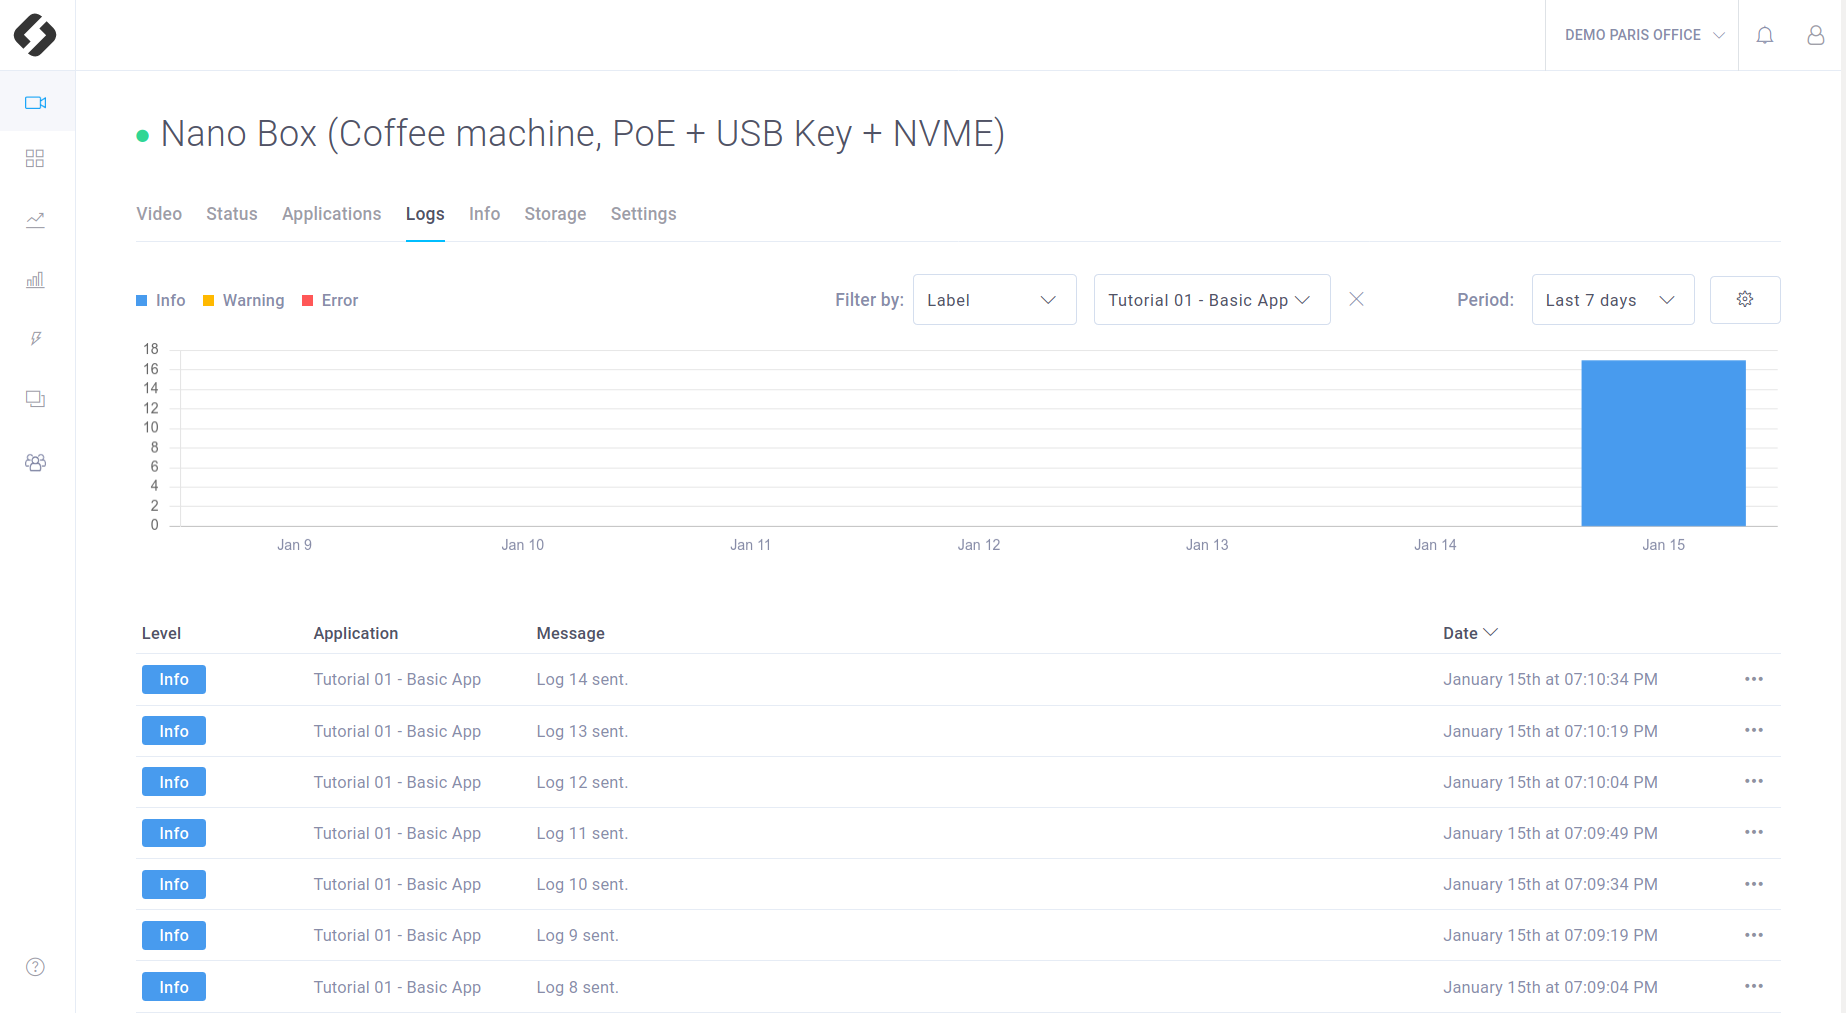 DEMO PARIS OFFICE
Nano Box (Coffee machine, PoE + USB Key + NVME)
Video Status Applications Logs Info Storage Settings
Info Warning Error Filter by: Label Tutorial 01 - Basic App Period: Last 7 days
18
16
14
12
10
8
6
4
2
0
Jan 9 Jan 10 Jan 11 Jan 12 Jan 13 Jan 14 Jan 15
Level Application Message Date
Info Tutorial 01 - Basic App Log 14 sent. January 15th at 07:10:34 PM
Info Tutorial 01 - Basic App Log 13 sent. January 15th at 07:10:19 PM
Info Tutorial 01 - Basic App Log 12 sent. January 15th at 07:10:04 PM
Info Tutorial 01 - Basic App Log 11 sent. January 15th at 07:09:49 PM
Info Tutorial 01 - Basic App Log 10 sent. January 15th at 07:09:34 PM
Info Tutorial 01 - Basic App Log 9 sent. January 15th at 07:09:19 PM
Info Tutorial 01 - Basic App Log 8 sent. January 15th at 07:09:04 PM